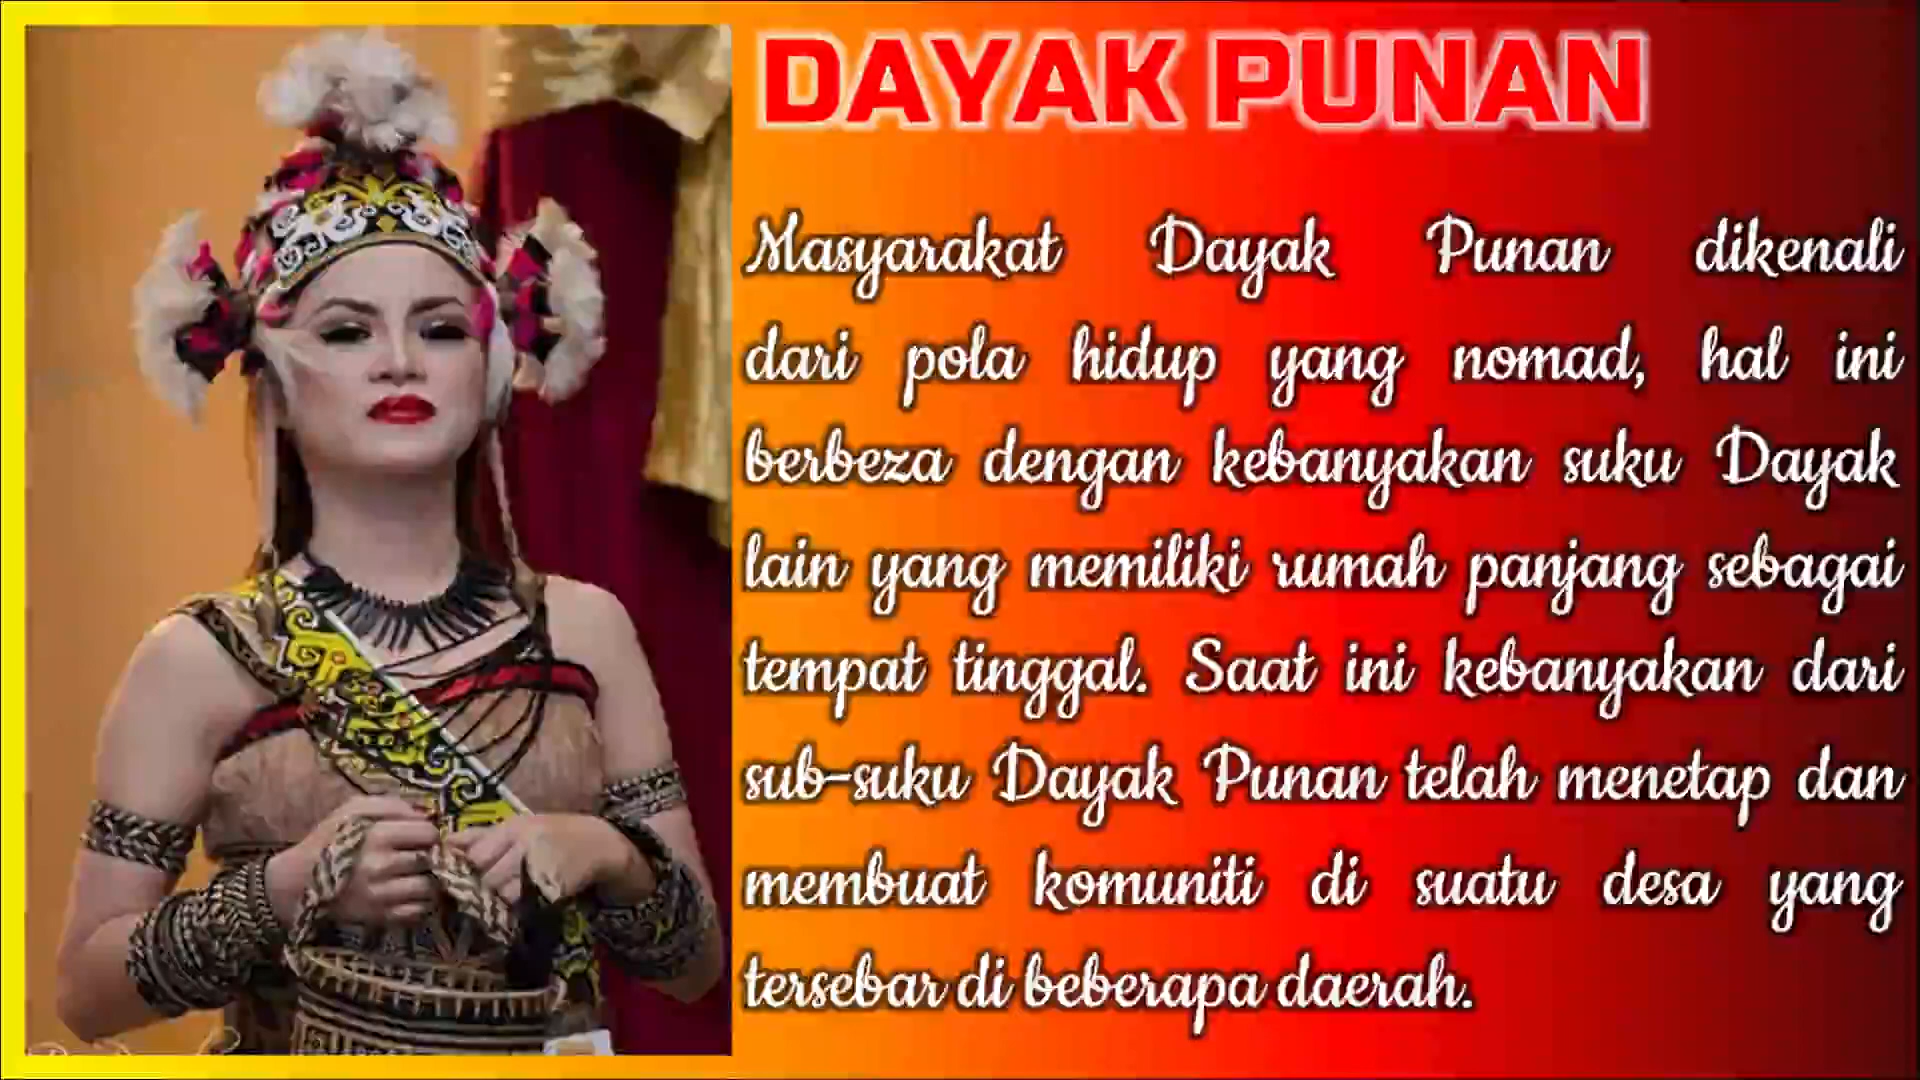 DAYAK PUNAN
Masyarakat Dayak Punan dikenali
dari pola hidup yang nomad, hal ini
berbeza dengan kebanyakan suku Dayak
lain yang memiliki rumah panjang sebagai
tempat tinggal. Saat ini kebanyakan dari
sub-suku Dayak Punan telah menetap dan
membuat komuniti di suatu desa yang
tersebar di beberapa daerah.